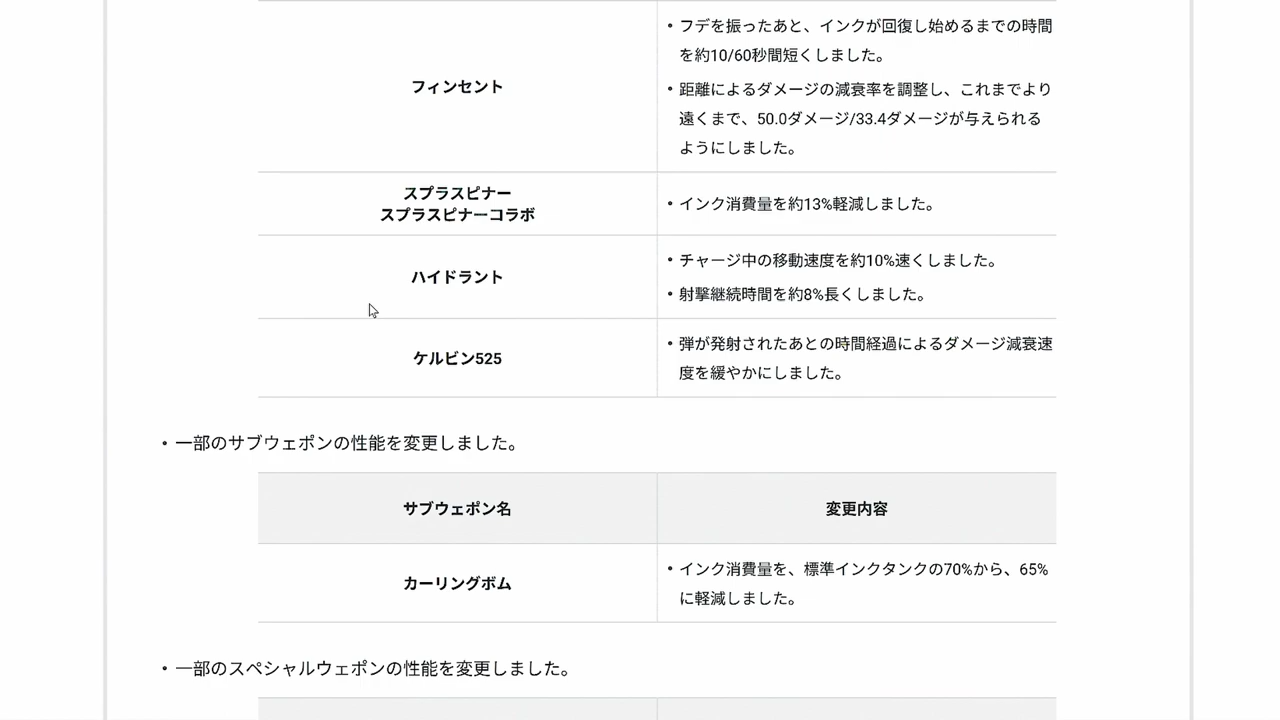 フィンセント
・フデを振ったあと、インクが回復し始めるまでの時間
を約10/60秒間短くしました。
・距離によるダメージの減衰率を調整し、これまでより
遠くまで、50.0ダメージ/33.4ダメージが与えられる
ようにしました。
スプラスピナー
スプラスピナーコラボ
・インク消費量を約13%軽減しました。
ハイドラント
・チャージ中の移動速度を約10%速くしました。
・射撃継続時間を約8%長くしました。
ケルビン525
・弾が発射されたあとの時間経過によるダメージ減衰速
度を緩やかにしました。
・一部のサブウェポンの性能を変更しました。
サブウェポン名
変更内容
カーリングボム
・インク消費量を、標準インクタンクの70%から、65%
に軽減しました。
・一部のスペシャルウェポンの性能を変更しました。